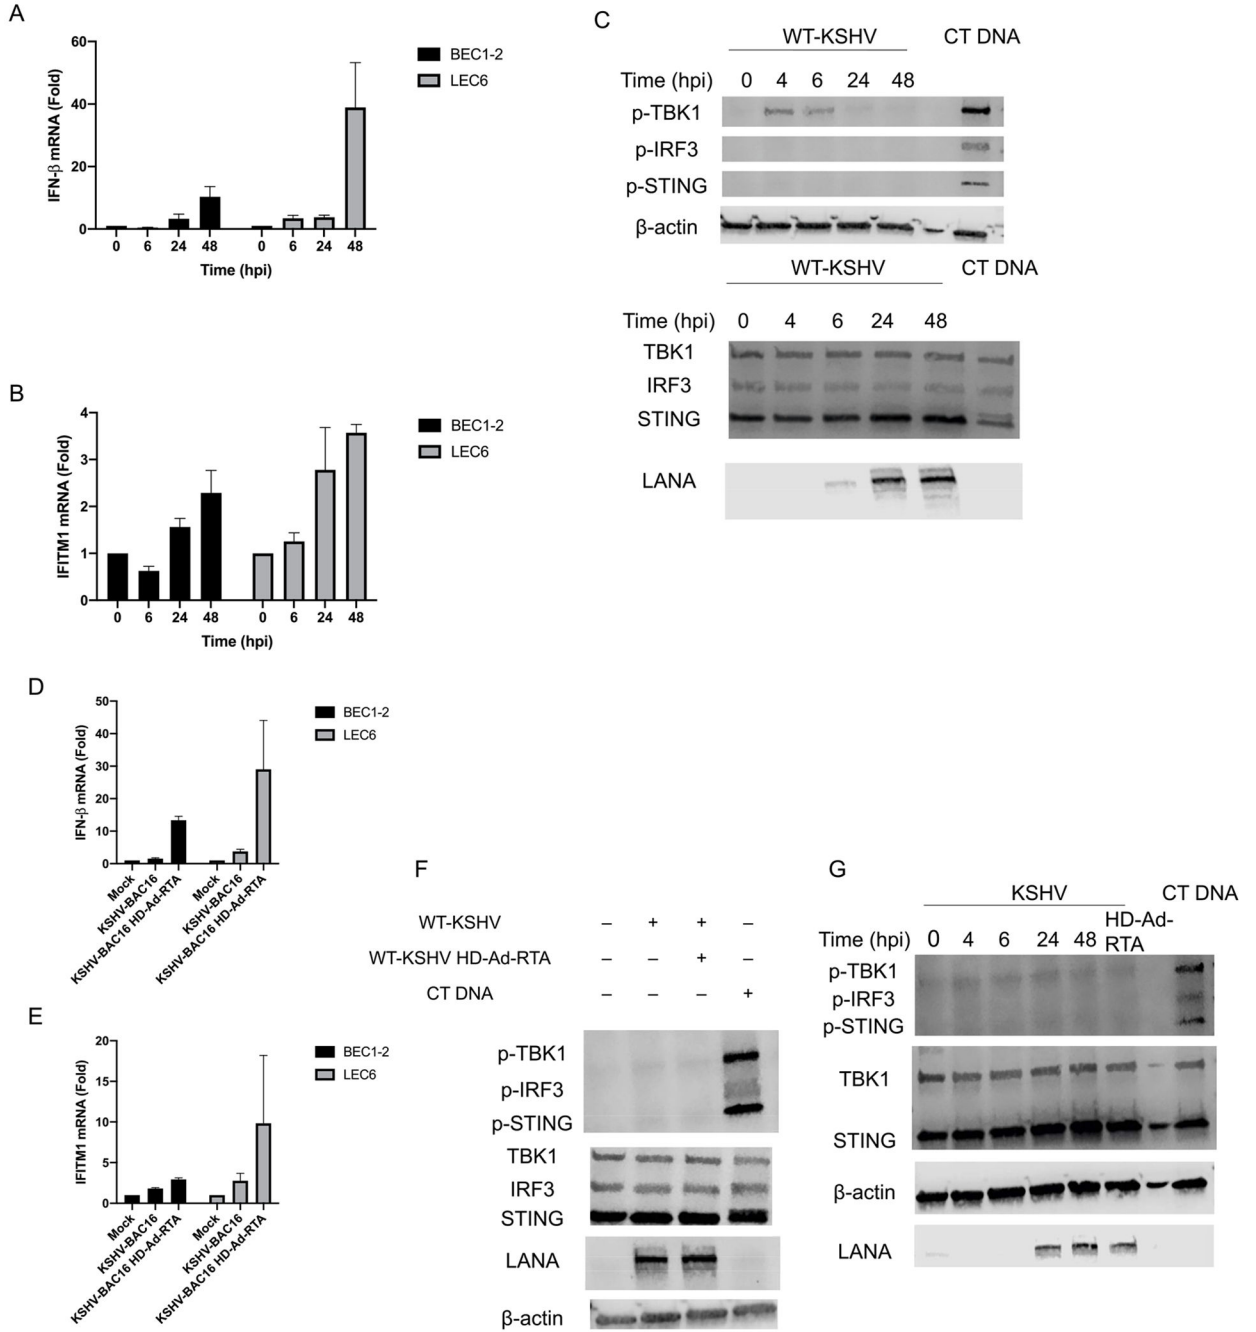 A
60
40
20
0
IFN-β mRNA (Fold)
0 6 24 48 0 6 24 48
Time (hpi)
BEC1-2
LEC6
B
4
3
2
1
0
IFITM1 mRNA (Fold)
0 6 24 48 0 6 24 48
Time (hpi)
BEC1-2
LEC6
C
WT-KSHV CT DNA
Time (hpi) 0 4 6 24 48
p-TBK1
p-IRF3
p-STING
β-actin
WT-KSHV CT DNA
Time (hpi) 0 4 6 24 48
TBK1
IRF3
STING
LANA
D
50
40
30
20
10
0
IFN-β mRNA (Fold)
Mock
KSHV-BAC16
KSHV-BAC16 HD-Ad-RTA
Mock
KSHV-BAC16
KSHV-BAC16 HD-Ad-RTA
BEC1-2
LEC6
E
20
15
10
5
0
IFITM1 mRNA (Fold)
Mock
KSHV-BAC16
KSHV-BAC16 HD-Ad-RTA
Mock
KSHV-BAC16
KSHV-BAC16 HD-Ad-RTA
BEC1-2
LEC6
F
WT-KSHV – + + –
WT-KSHV HD-Ad-RTA – – + –
CT DNA – – – +
p-TBK1
p-IRF3
p-STING
TBK1
IRF3
STING
LANA
β-actin
G
KSHV CT DNA
Time (hpi) 0 4 6 24 48 HD-Ad-
RTA
p-TBK1
p-IRF3
p-STING
TBK1
STING
β-actin
LANA